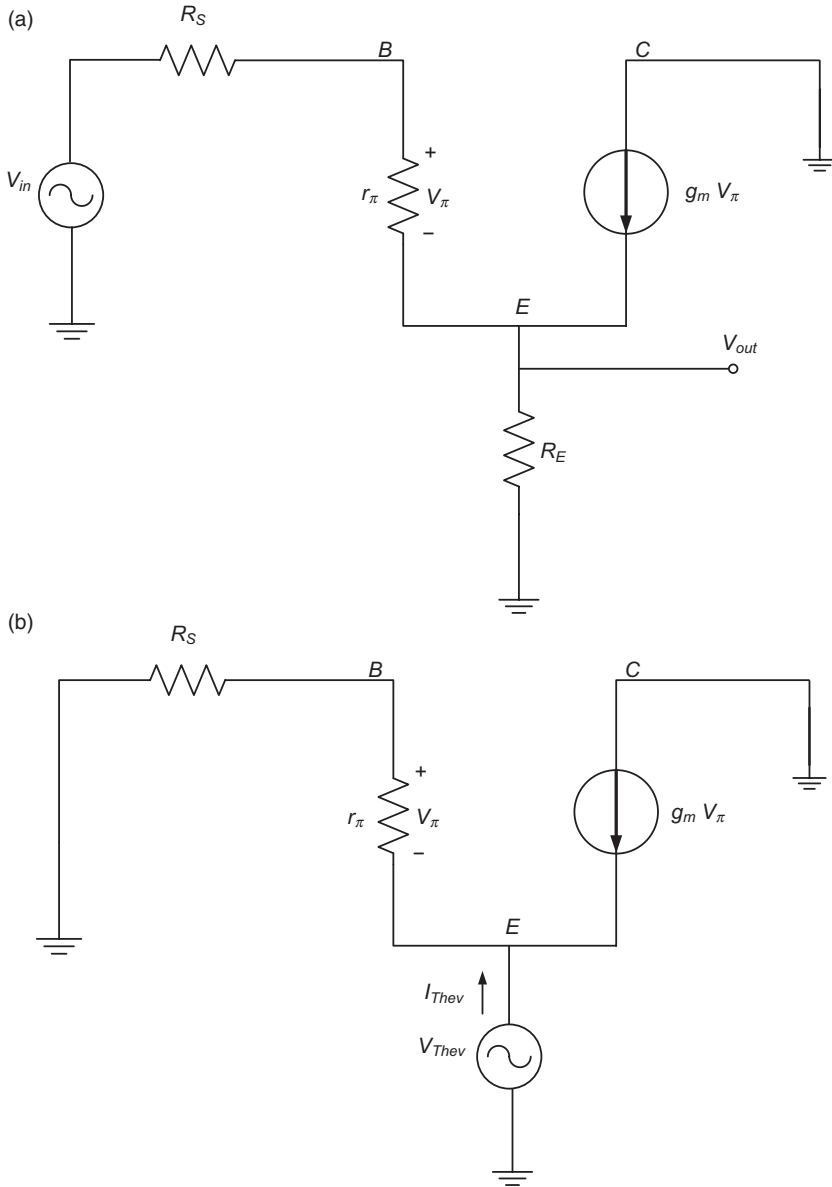 (a)
R_S
B
C
V_in
+
r_π V_π
−
g_m V_π
E
V_out
R_E
(b)
R_S
B
C
+
r_π V_π
−
g_m V_π
E
I_Thev
V_Thev